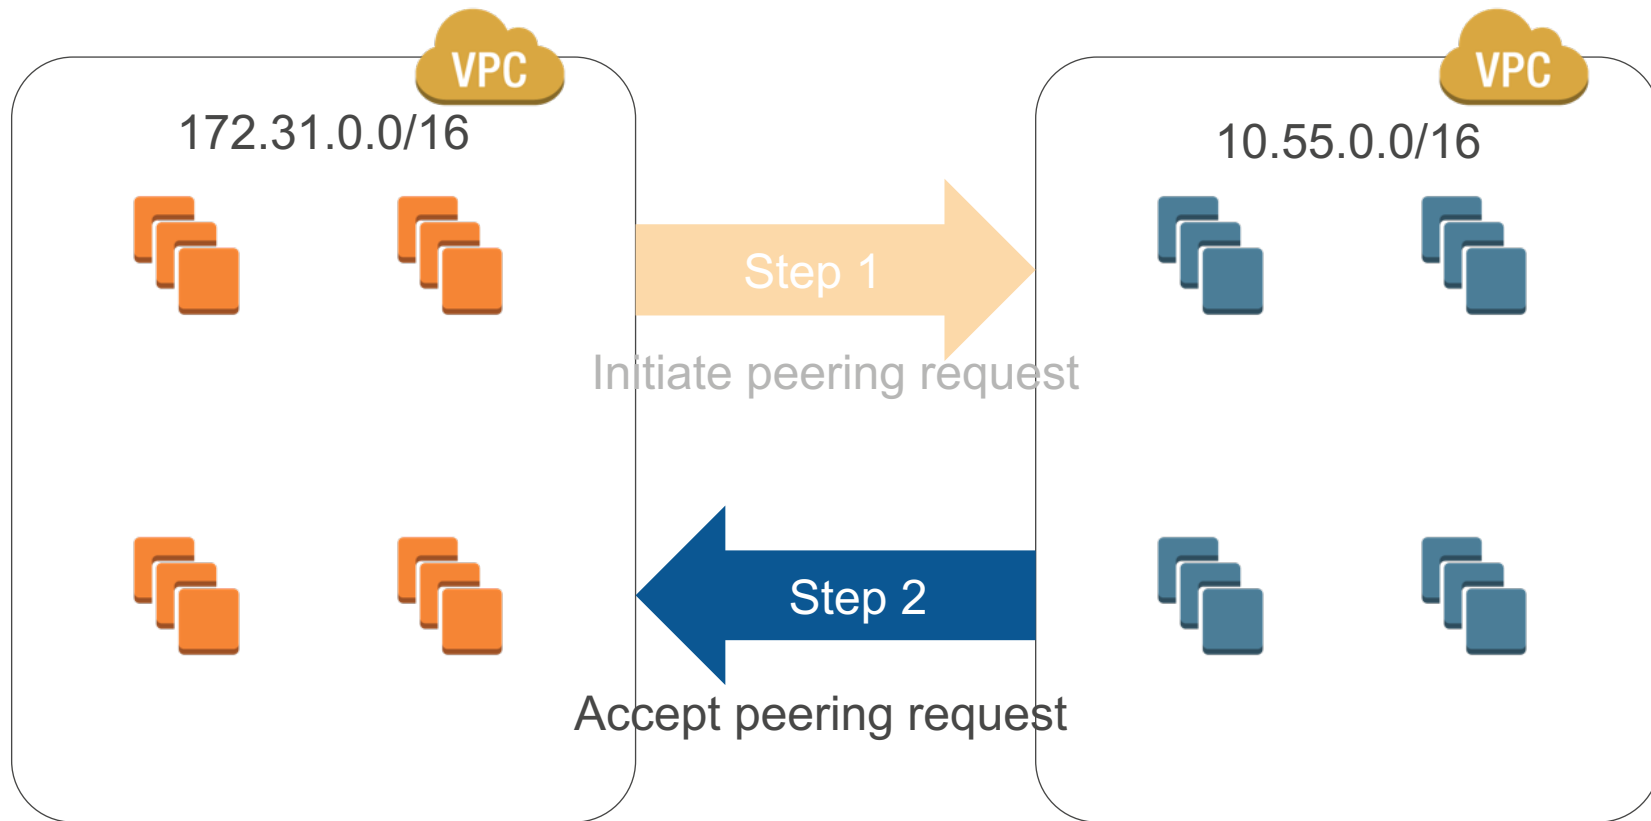 VPC
172.31.0.0/16
VPC
10.55.0.0/16
Step 1
Initiate peering request
Step 2
Accept peering request